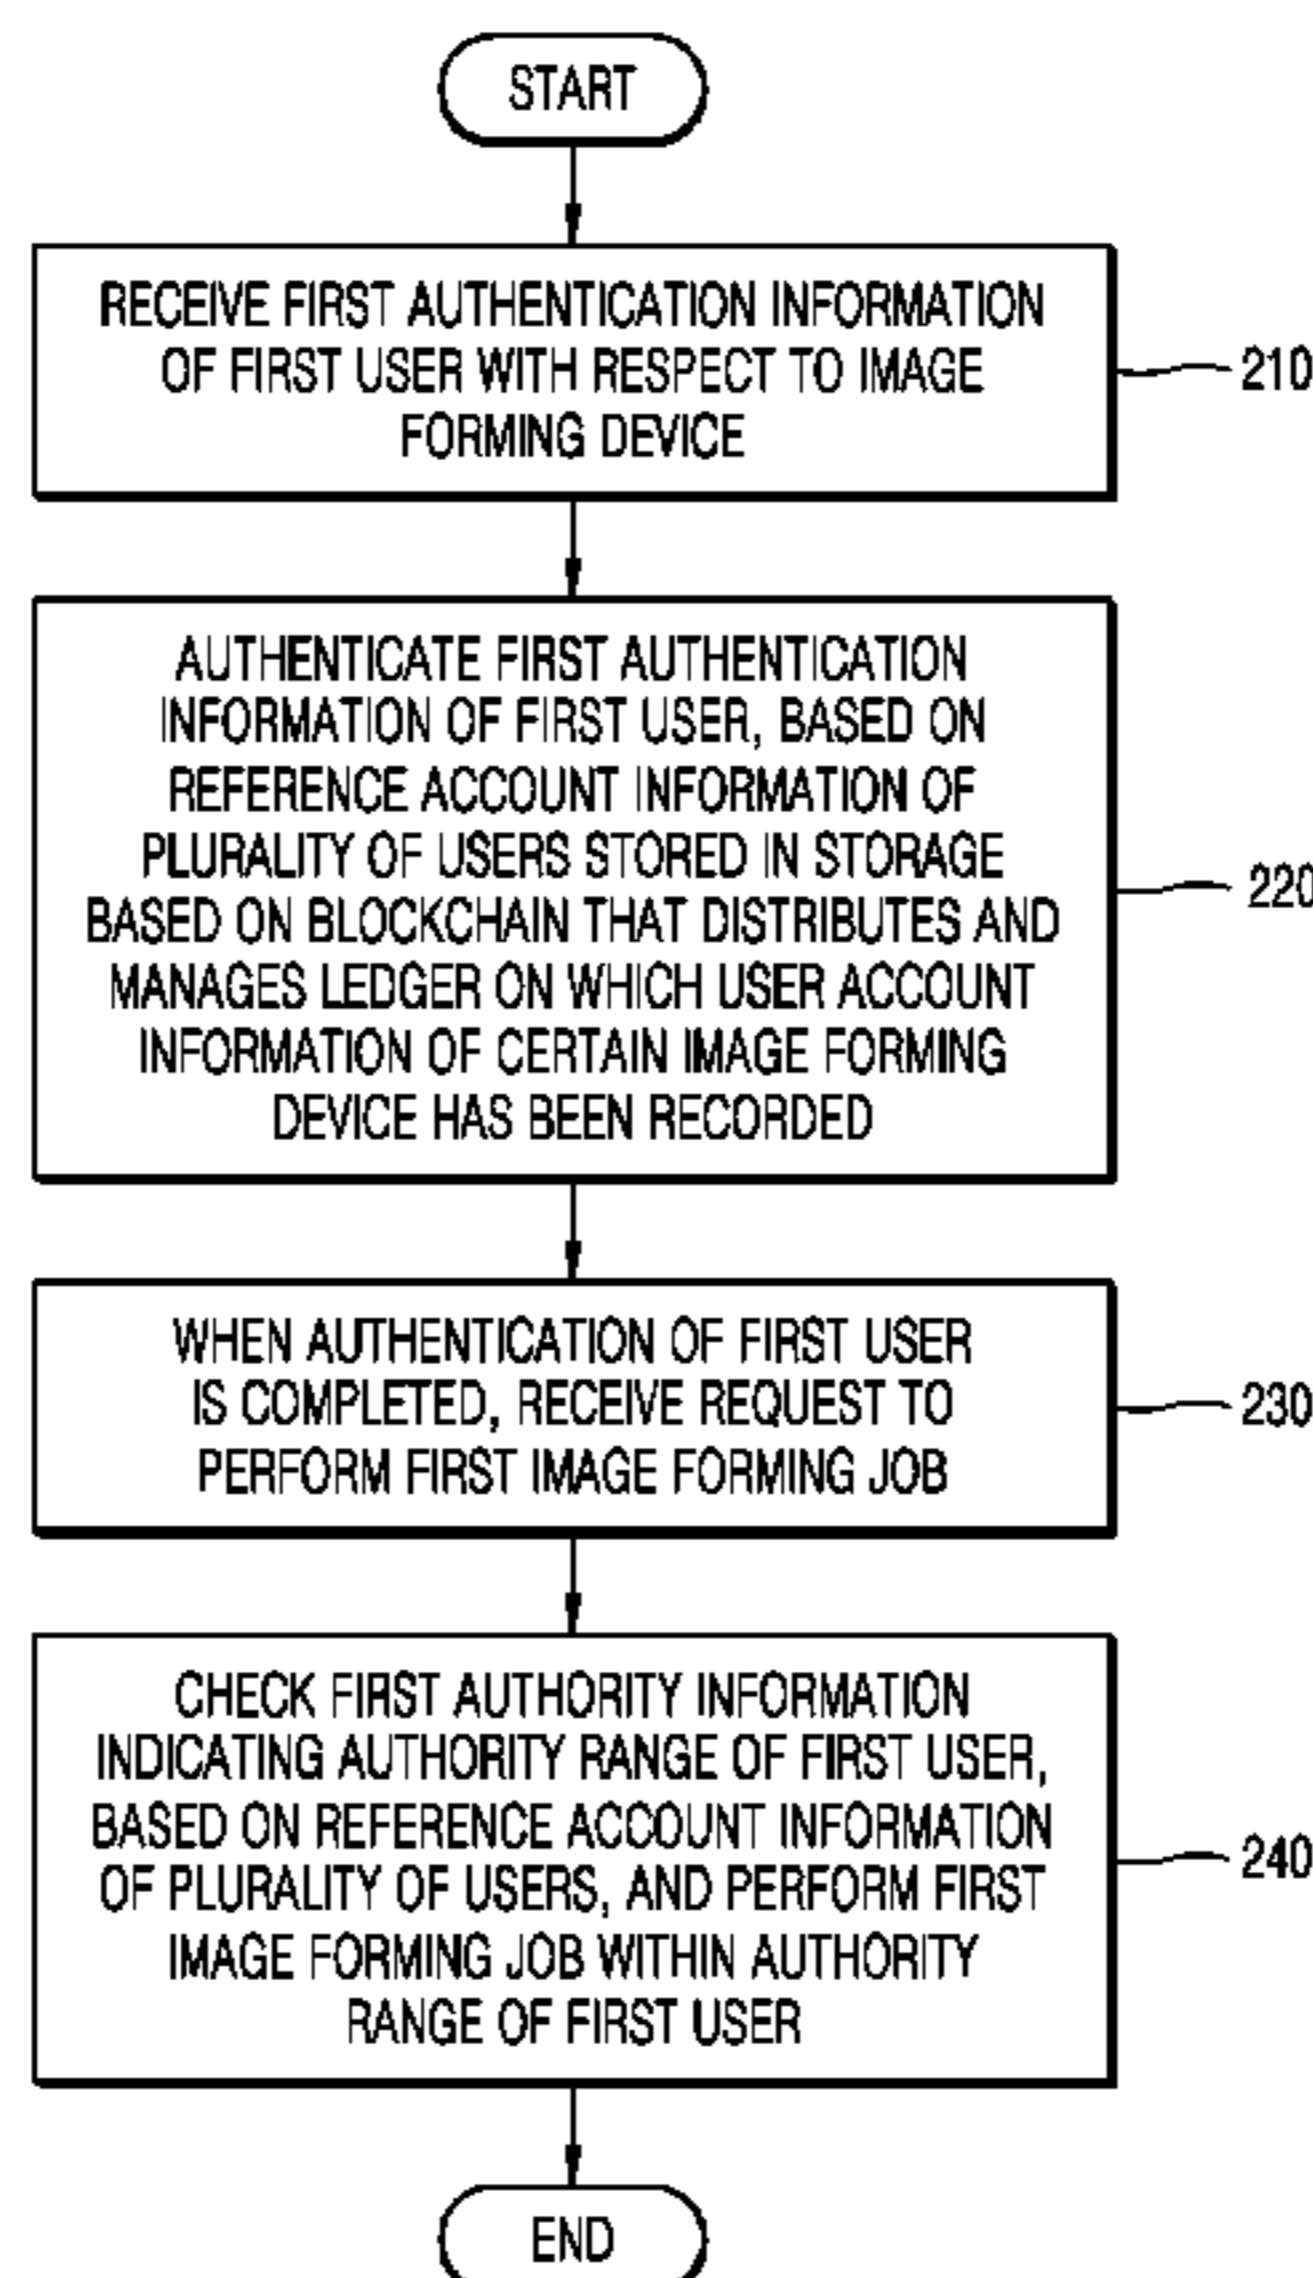 START
RECEIVE FIRST AUTHENTICATION INFORMATION
OF FIRST USER WITH RESPECT TO IMAGE
FORMING DEVICE
210
AUTHENTICATE FIRST AUTHENTICATION
INFORMATION OF FIRST USER, BASED ON
REFERENCE ACCOUNT INFORMATION OF
PLURALITY OF USERS STORED IN STORAGE
BASED ON BLOCKCHAIN THAT DISTRIBUTES AND
MANAGES LEDGER ON WHICH USER ACCOUNT
INFORMATION OF CERTAIN IMAGE FORMING
DEVICE HAS BEEN RECORDED
220
WHEN AUTHENTICATION OF FIRST USER
IS COMPLETED, RECEIVE REQUEST TO
PERFORM FIRST IMAGE FORMING JOB
230
CHECK FIRST AUTHORITY INFORMATION
INDICATING AUTHORITY RANGE OF FIRST USER,
BASED ON REFERENCE ACCOUNT INFORMATION
OF PLURALITY OF USERS, AND PERFORM FIRST
IMAGE FORMING JOB WITHIN AUTHORITY
RANGE OF FIRST USER
240
END